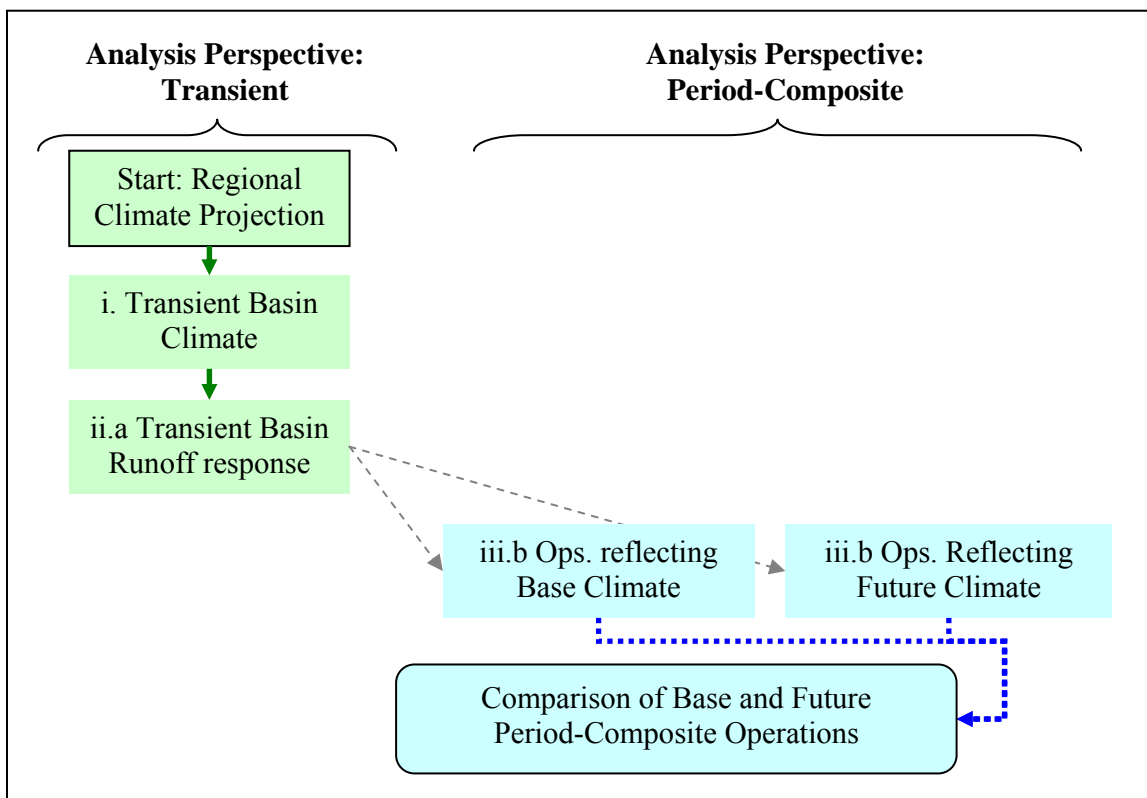 Analysis Perspective:
Transient
Analysis Perspective:
Period-Composite
Start: Regional
Climate Projection
i. Transient Basin
Climate
ii.a Transient Basin
Runoff response
iii.b Ops. reflecting
Base Climate
iii.b Ops. Reflecting
Future Climate
Comparison of Base and Future
Period-Composite Operations